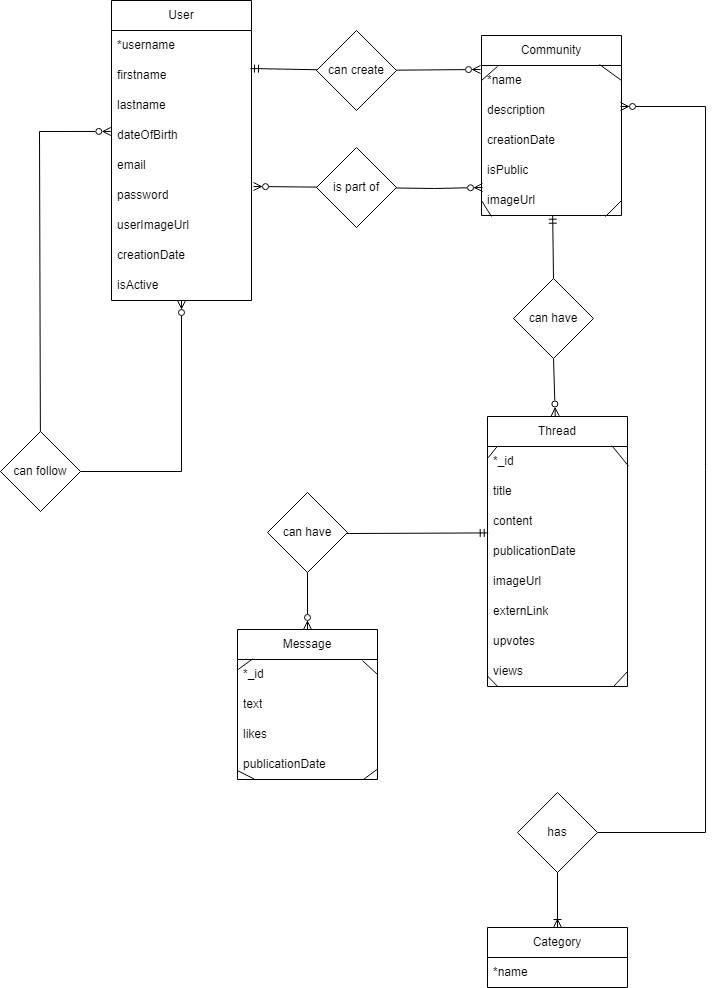 User
*username
firstname
lastname
dateOfBirth
email
password
userImageUrl
creationDate
isActive
can create
is part of
Community
*name
description
creationDate
isPublic
imageUrl
can have
can follow
Thread
*_id
title
content
publicationDate
imageUrl
externLink
upvotes
views
can have
Message
*_id
text
likes
publicationDate
has
Category
*name